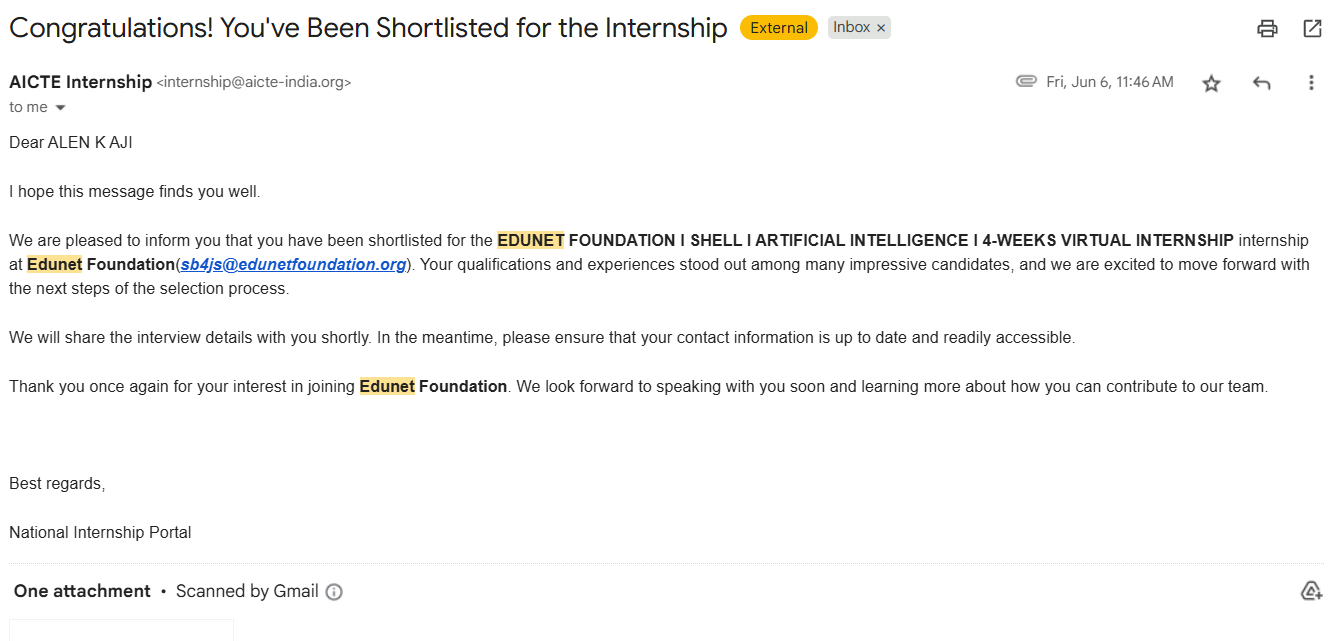 Congratulations! You've Been Shortlisted for the Internship External Inbox ×
AICTE Internship <internship@aicte-india.org> Fri, Jun 6, 11:46 AM
to me
Dear ALEN K AJI
I hope this message finds you well.
We are pleased to inform you that you have been shortlisted for the EDUNET FOUNDATION I SHELL I ARTIFICIAL INTELLIGENCE I 4-WEEKS VIRTUAL INTERNSHIP internship
at Edunet Foundation(sb4js@edunetfoundation.org). Your qualifications and experiences stood out among many impressive candidates, and we are excited to move forward with
the next steps of the selection process.
We will share the interview details with you shortly. In the meantime, please ensure that your contact information is up to date and readily accessible.
Thank you once again for your interest in joining Edunet Foundation. We look forward to speaking with you soon and learning more about how you can contribute to our team.
Best regards,
National Internship Portal
One attachment • Scanned by Gmail